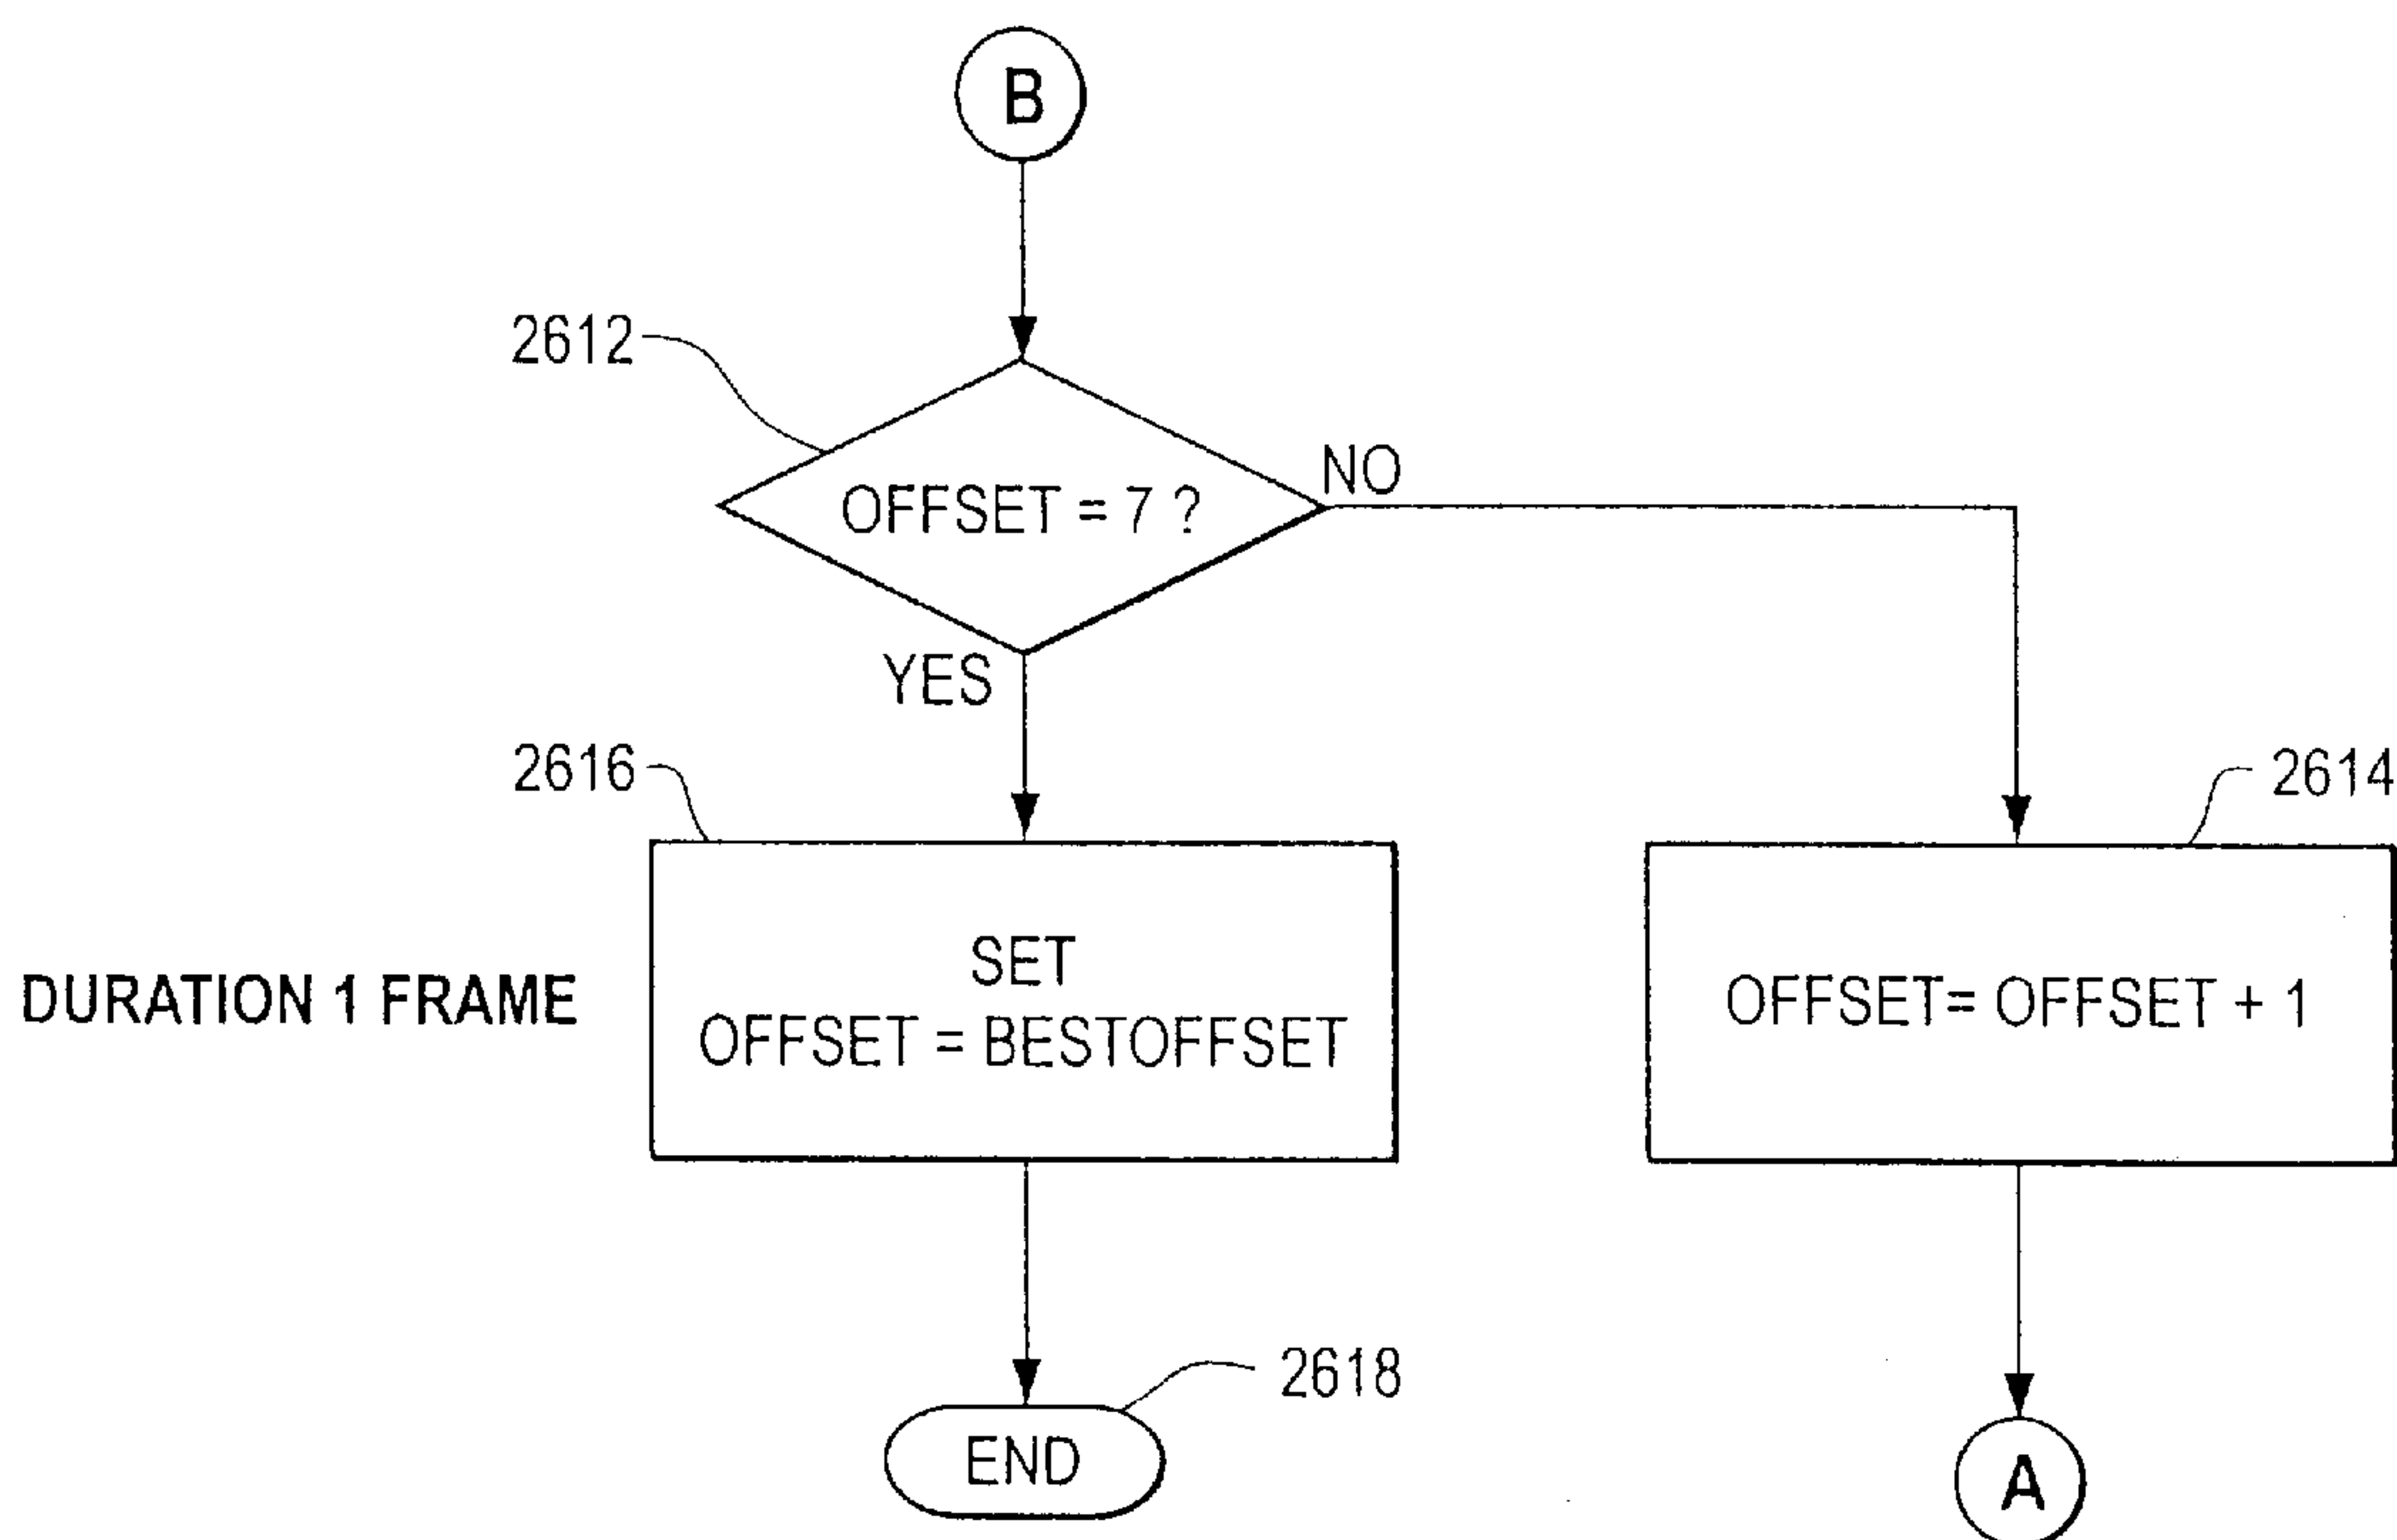 B
2612
OFFSET = 7 ?
NO
YES
2616
2614
SET
OFFSET = BESTOFFSET
DURATION 1 FRAME
OFFSET= OFFSET + 1
2618
END
A